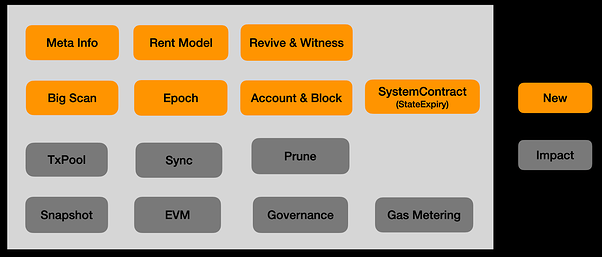 Meta Info
Rent Model
Revive & Witness
Big Scan
Epoch
Account & Block
SystemContract
(StateExpiry)
New
TxPool
Sync
Prune
Impact
Snapshot
EVM
Governance
Gas Metering